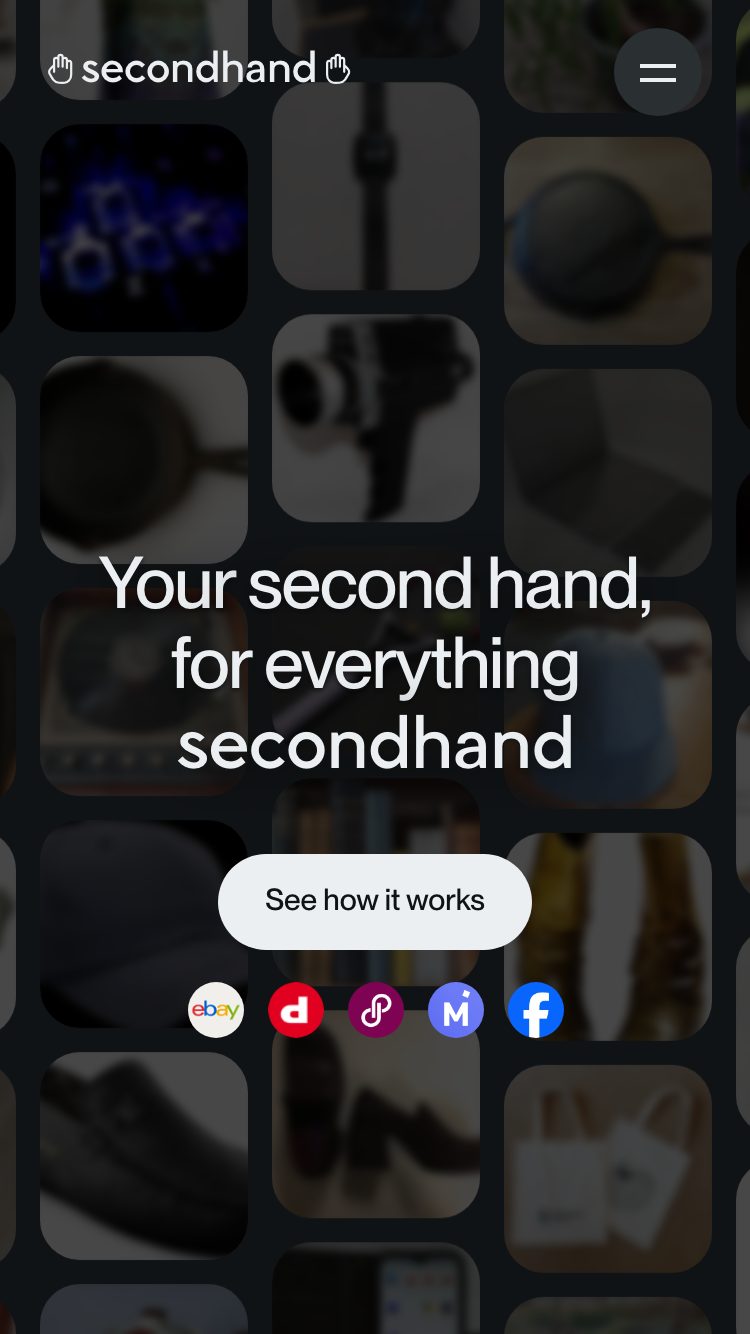 secondhand
Your second hand,
for everything
secondhand
See how it works
ebay
d
M
f